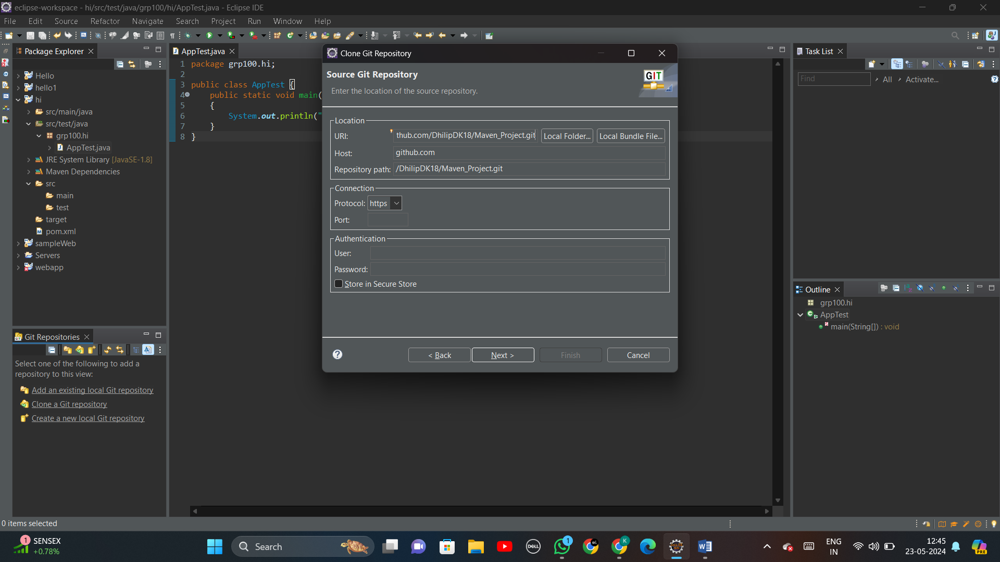 eclipse-workspace - hi/src/test/java/grp100/hi/AppTest.java - Eclipse IDE
File Edit Source Refactor Navigate Search Project Run Window Help
Package Explorer
Hello
hello1
hi
src/main/java
src/test/java
grp100.hi
AppTest.java
JRE System Library [JavaSE-1.8]
Maven Dependencies
src
main
test
target
pom.xml
sampleWeb
Servers
webapp
Git Repositories
Select one of the following to add a
repository to this view:
Add an existing local Git repository
Clone a Git repository
Create a new local Git repository
AppTest.java
1 package grp100.hi;
2
3 public class AppTest {
4 public static void main(
5 {
6 System.out.println("
7 }
8 }
Clone Git Repository
Source Git Repository
Enter the location of the source repository.
GIT
Location
URI: thub.com/DhilipDK18/Maven_Project.git Local Folder... Local Bundle File...
Host: github.com
Repository path: /DhilipDK18/Maven_Project.git
Connection
Protocol: https
Port:
Authentication
User:
Password:
Store in Secure Store
< Back Next > Finish Cancel
Task List
Find All Activate...
Outline
grp100.hi
AppTest
main(String[]) : void
0 items selected
1 SENSEX
+0.78%
Search
DELL
1
K
ENG
IN
12:45
23-05-2024
PRE